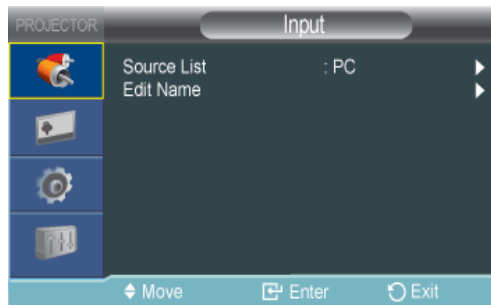 PROJECTOR
Input
Source List : PC
Edit Name
Move Enter Exit